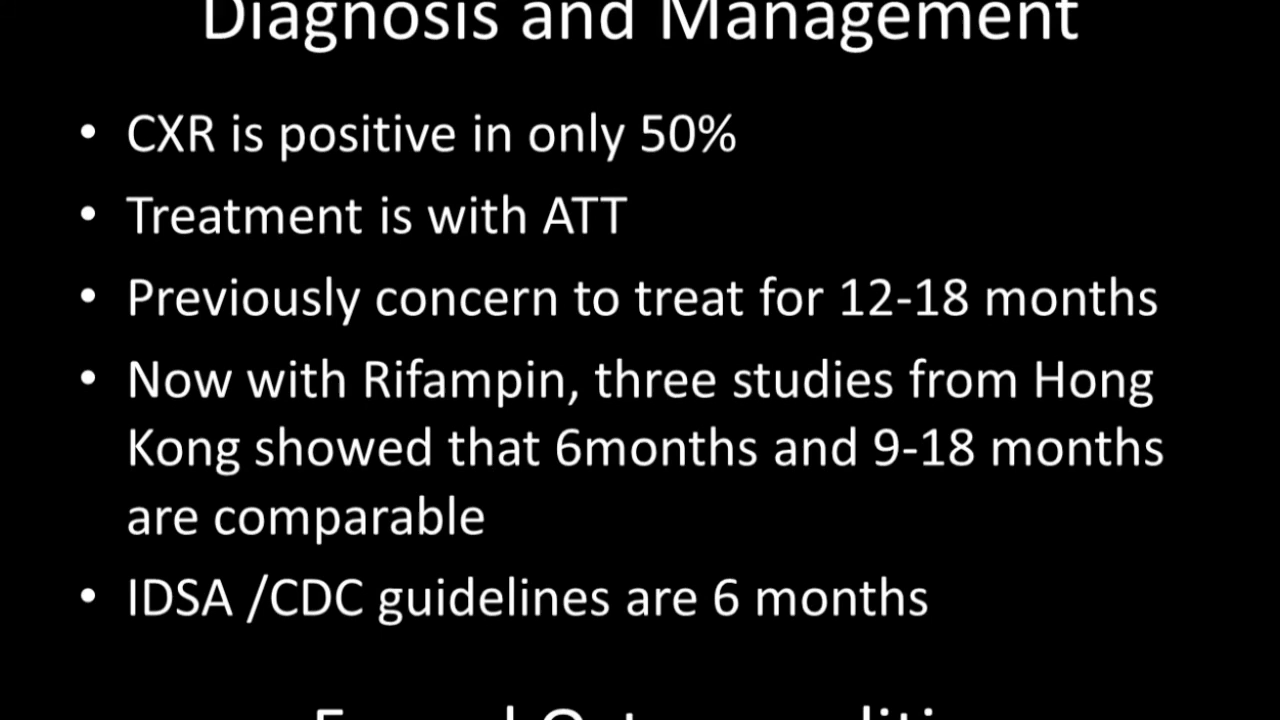 Diagnosis and Management
• CXR is positive in only 50%
• Treatment is with ATT
• Previously concern to treat for 12-18 months
• Now with Rifampin, three studies from Hong
Kong showed that 6months and 9-18 months
are comparable
• IDSA /CDC guidelines are 6 months